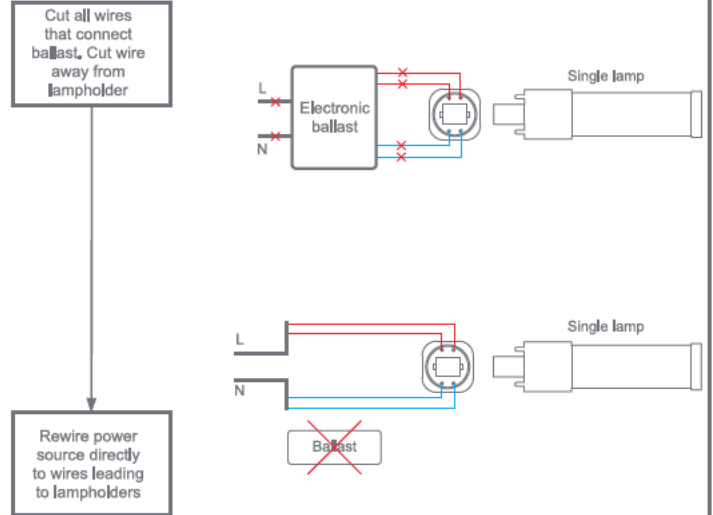 Cut all wires
that connect
ballast. Cut wire
away from
lampholder
L
N
Electronic
ballast
Single lamp
L
N
Single lamp
Ballast
Rewire power
source directly
to wires leading
to lampholders